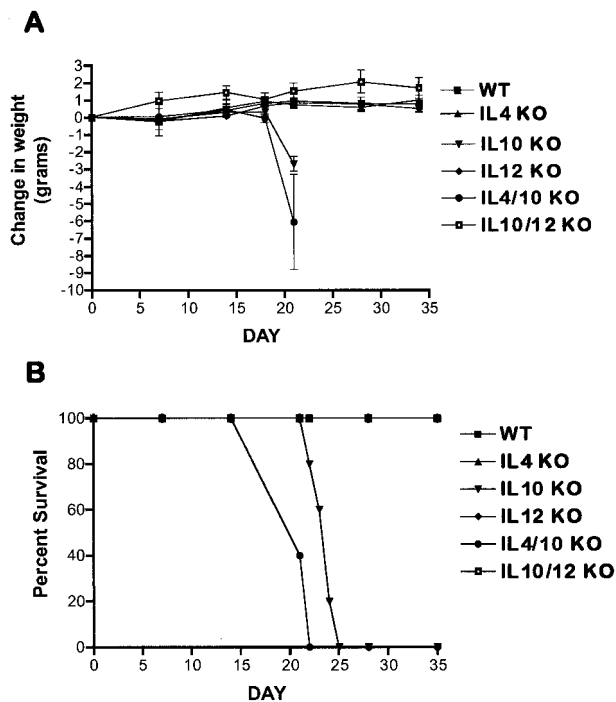 A
Change in weight
(grams)
3
2
1
0
-1
-2
-3
-4
-5
-6
-7
-8
-9
-10
0
5
10
15
20
25
30
35
DAY
WT
IL4 KO
IL10 KO
IL12 KO
IL4/10 KO
IL10/12 KO
B
Percent Survival
100
80
60
40
20
0
0
5
10
15
20
25
30
35
DAY
WT
IL4 KO
IL10 KO
IL12 KO
IL4/10 KO
IL10/12 KO